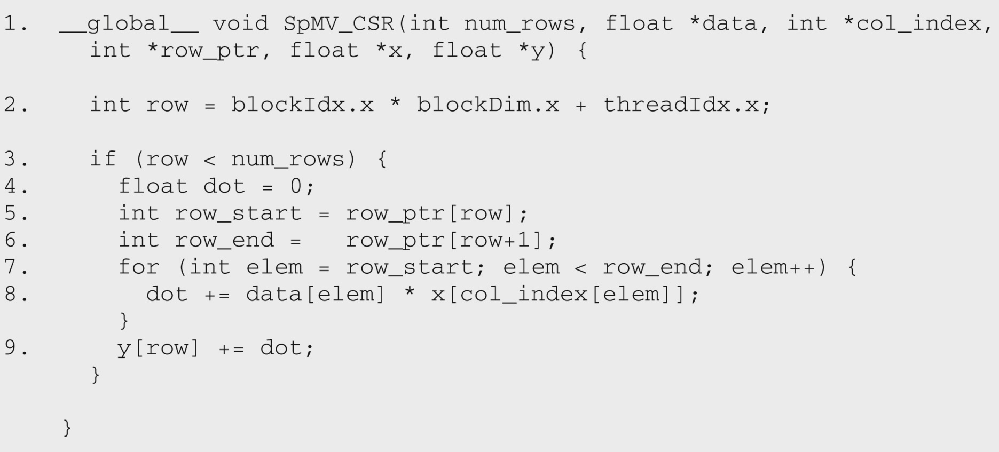 1. __global__ void SpMV_CSR(int num_rows, float *data, int *col_index,
int *row_ptr, float *x, float *y) {
2. int row = blockIdx.x * blockDim.x + threadIdx.x;
3. if (row < num_rows) {
4. float dot = 0;
5. int row_start = row_ptr[row];
6. int row_end = row_ptr[row+1];
7. for (int elem = row_start; elem < row_end; elem++) {
8. dot += data[elem] * x[col_index[elem]];
}
9. y[row] += dot;
}
}